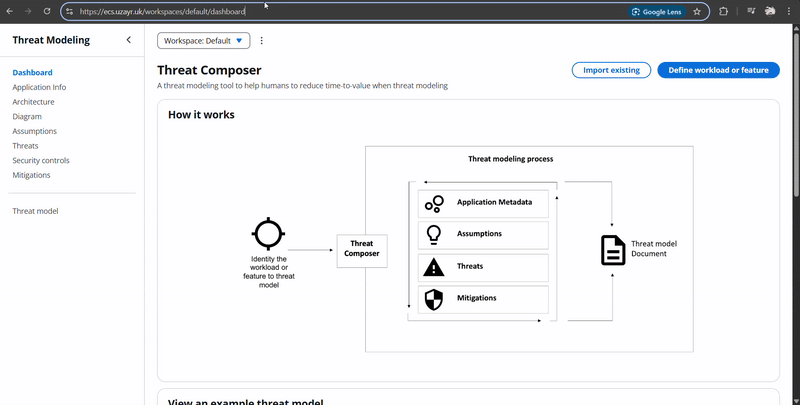 https://ecs.uzayr.uk/workspaces/default/dashboard
Google Lens
Threat Modeling
Workspace: Default
Dashboard
Application Info
Architecture
Diagram
Assumptions
Threats
Security controls
Mitigations
Threat model
Threat Composer
Import existing
Define workload or feature
A threat modeling tool to help humans to reduce time-to-value when threat modeling
How it works
Threat modeling process
Application Metadata
Assumptions
Threats
Mitigations
Identity the
workload or
feature to threat
model
Threat
Composer
Threat model
Document
View an example threat model